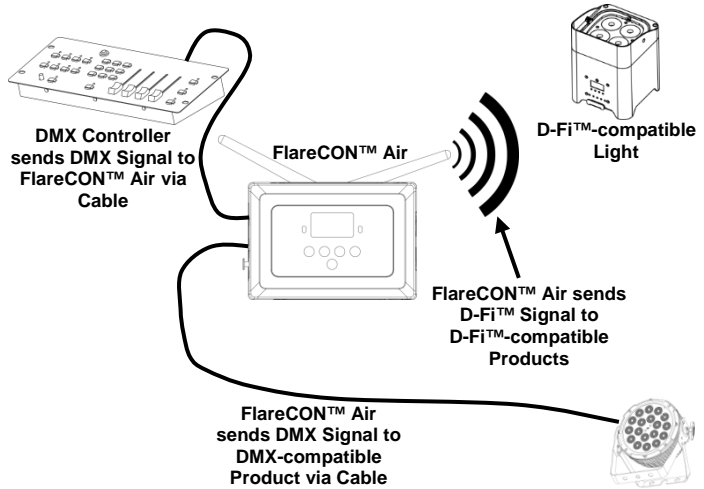 DMX Controller
sends DMX Signal to
FlareCON™ Air via
Cable
FlareCON™ Air
D-Fi™-compatible
Light
FlareCON™ Air sends
D-Fi™ Signal to
D-Fi™-compatible
Products
FlareCON™ Air
sends DMX Signal to
DMX-compatible
Product via Cable